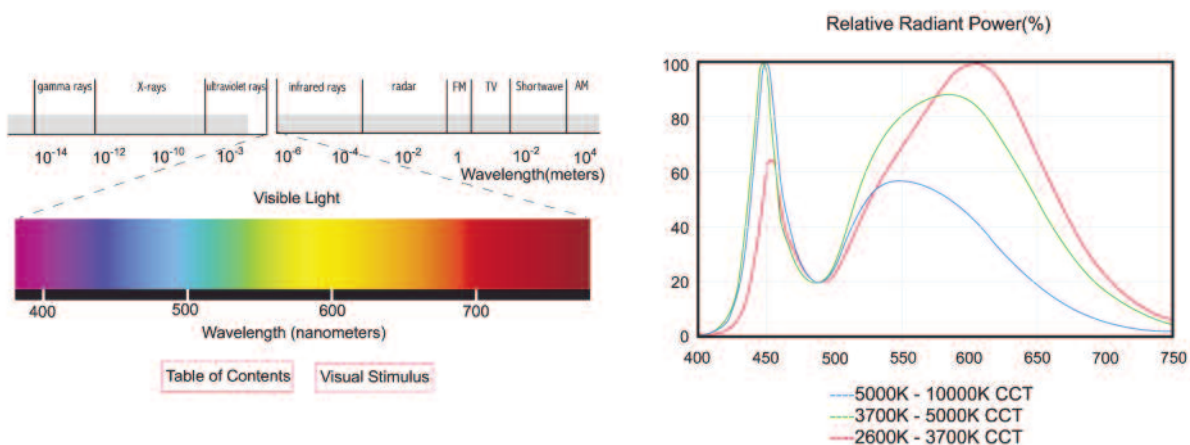 gamma rays X-rays ultraviolet rays infrared rays radar FM TV Shortwave AM
10-14 10-12 10-10 10-3 10-6 10-4 10-2 1 10-2 104
Wavelength(meters)
Visible Light
400 500 600 700
Wavelength (nanometers)
Table of Contents Visual Stimulus
Relative Radiant Power(%)
100
80
60
40
20
0
400 450 500 550 600 650 700 750
5000K - 10000K CCT
3700K - 5000K CCT
2600K - 3700K CCT